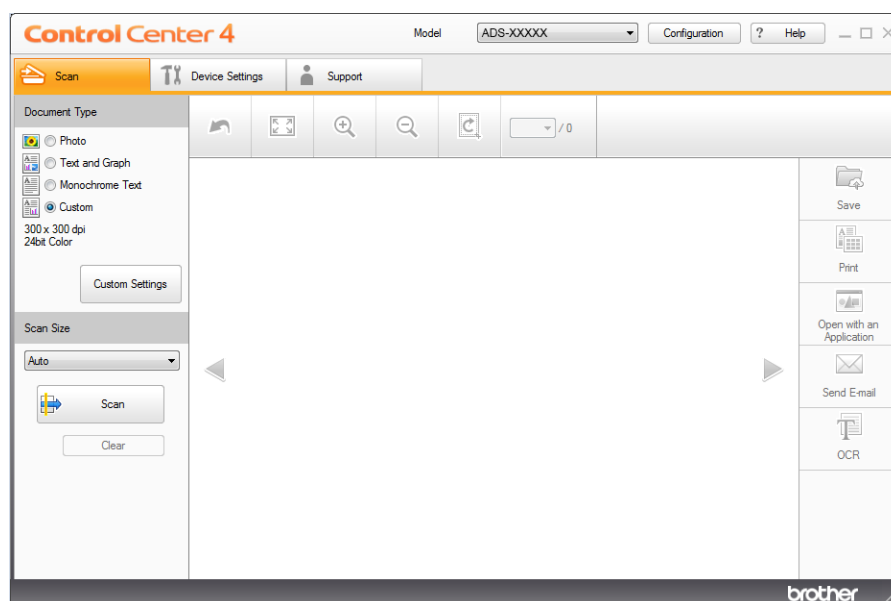 Control Center 4
Model
ADS-XXXXX
Configuration
? Help
Scan
Device Settings
Support
Document Type
Photo
Text and Graph
Monochrome Text
Custom
300 x 300 dpi
24bit Color
Custom Settings
Scan Size
Auto
Scan
Clear
/ 0
Save
Print
Open with an
Application
Send E-mail
OCR
brother